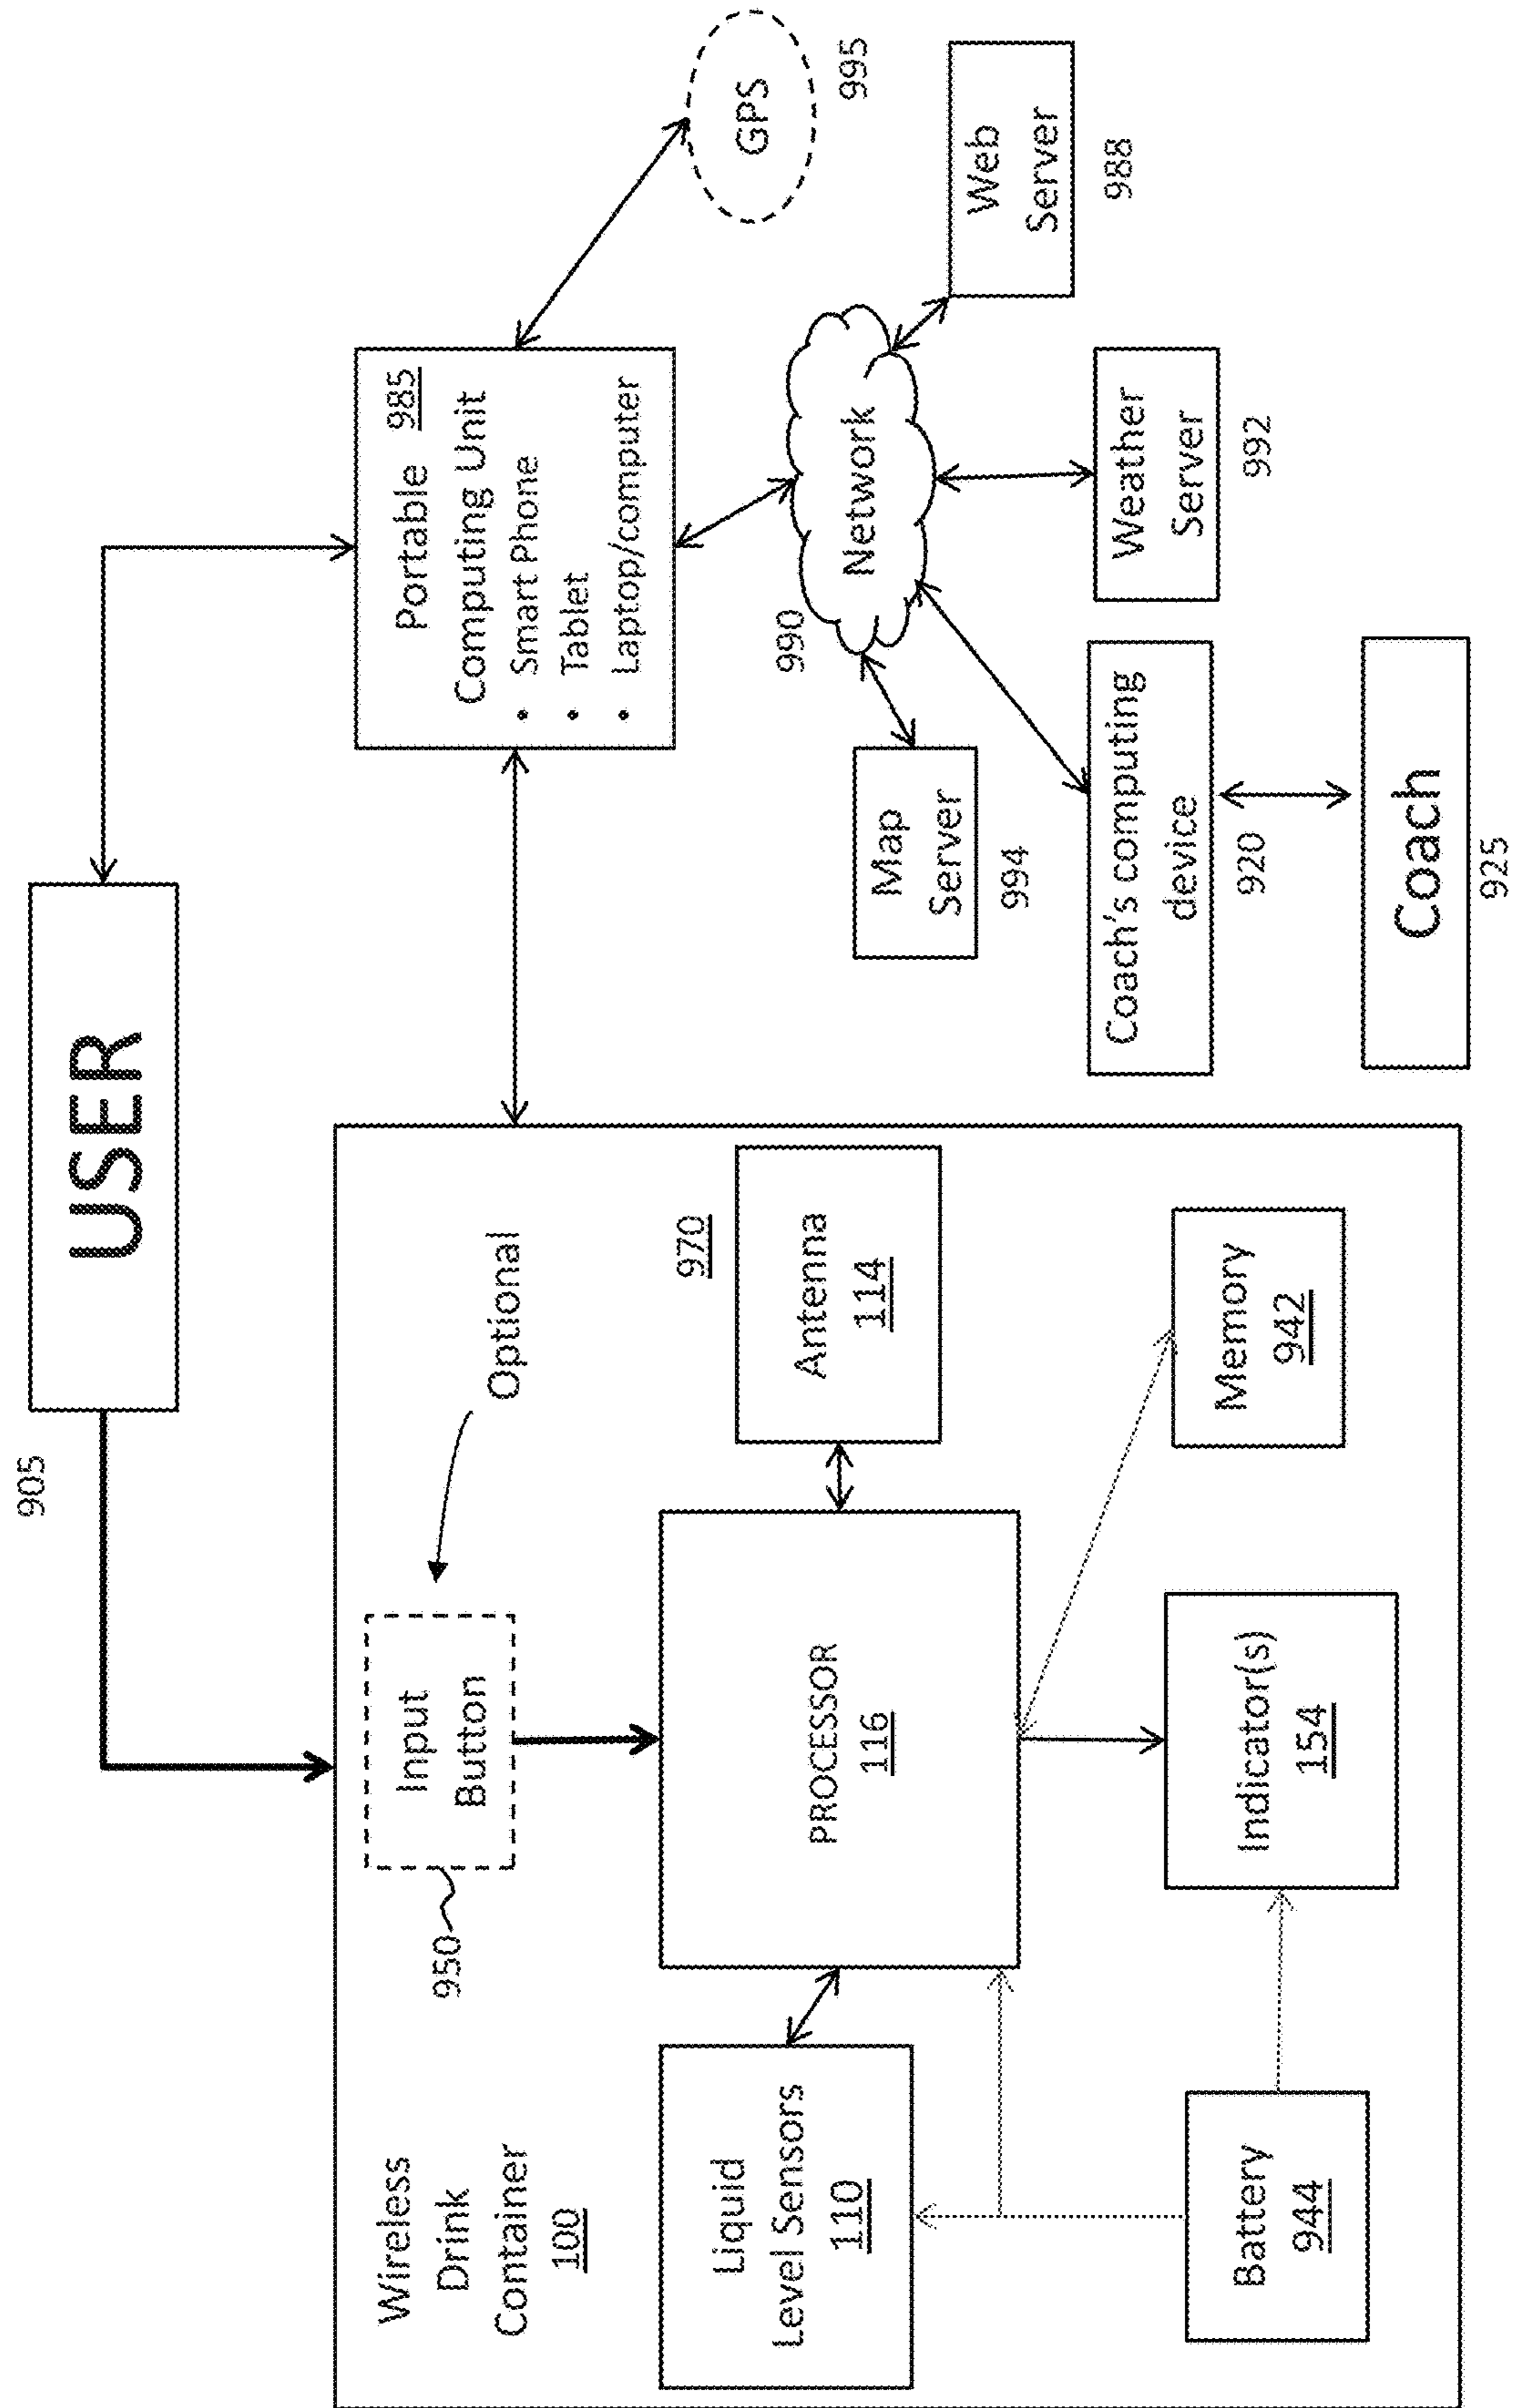 905
USER
Wireless
Drink
Container
100
950
Input
Button
Optional
Liquid
Level Sensors
110
PROCESSOR
116
970
Antenna
114
Battery
944
Indicator(s)
154
Memory
942
Portable 985
Computing Unit
• Smart Phone
• Tablet
• Laptop/computer
GPS
995
990
Network
Map
Server
994
Web
Server
988
Coach's computing
device
920
Weather
Server
992
Coach
925